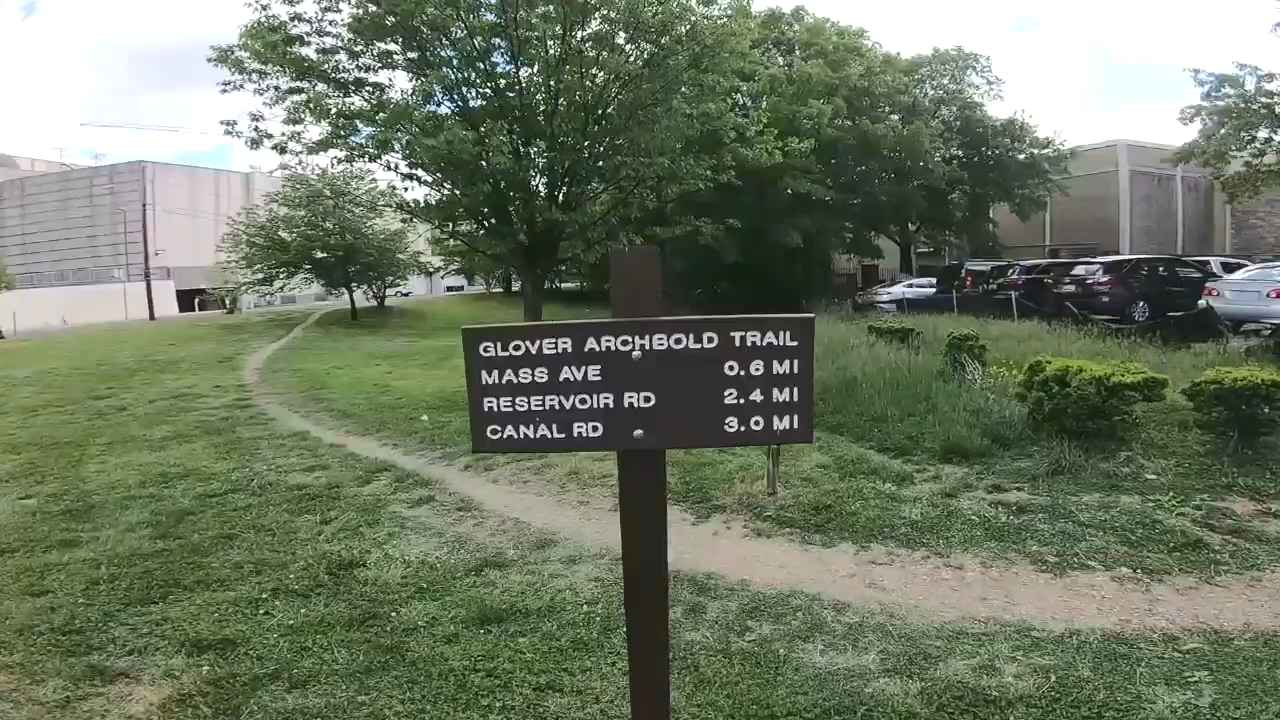 GLOVER ARCHBOLD TRAIL
MASS AVE 0.6 MI
RESERVOIR RD 2.4 MI
CANAL RD 3.0 MI